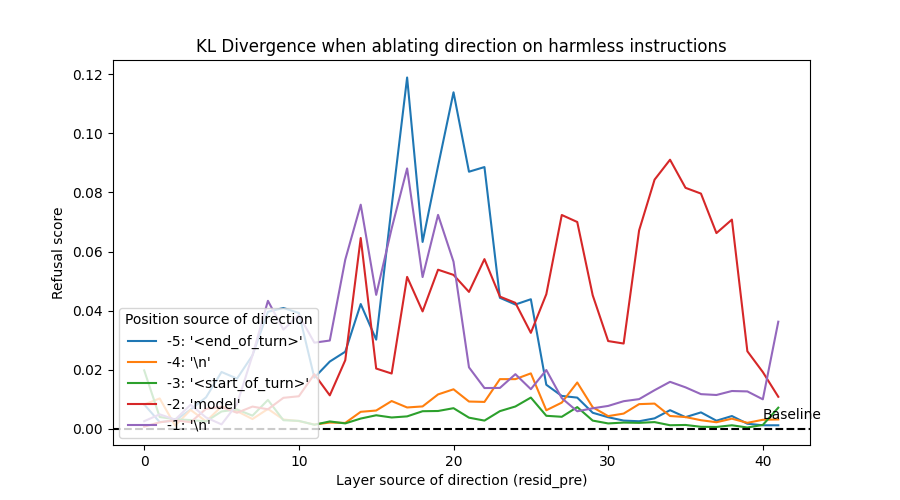 KL Divergence when ablating direction on harmless instructions
Refusal score
0.12
0.10
0.08
0.06
0.04
0.02
0.00
Position source of direction
-5: '<end_of_turn>'
-4: '\n'
-3: '<start_of_turn>'
-2: 'model'
-1: '\n'
Baseline
0
10
20
30
40
Layer source of direction (resid_pre)